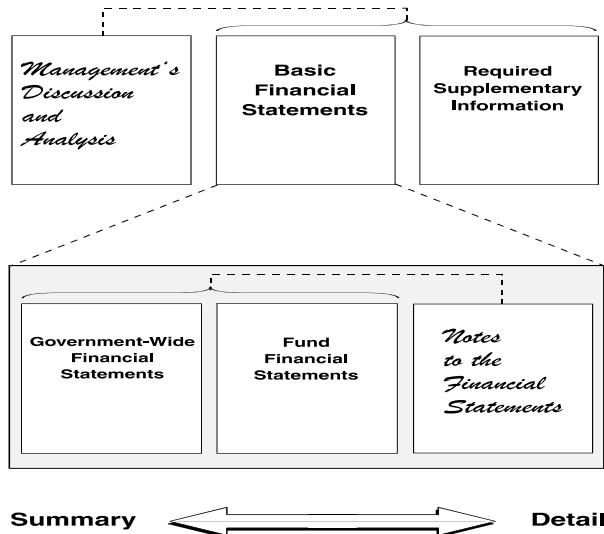 Management's
Discussion
and
Analysis
Basic
Financial
Statements
Required
Supplementary
Information
Government-Wide
Financial
Statements
Fund
Financial
Statements
Notes
to the
Financial
Statements
Summary
Detail